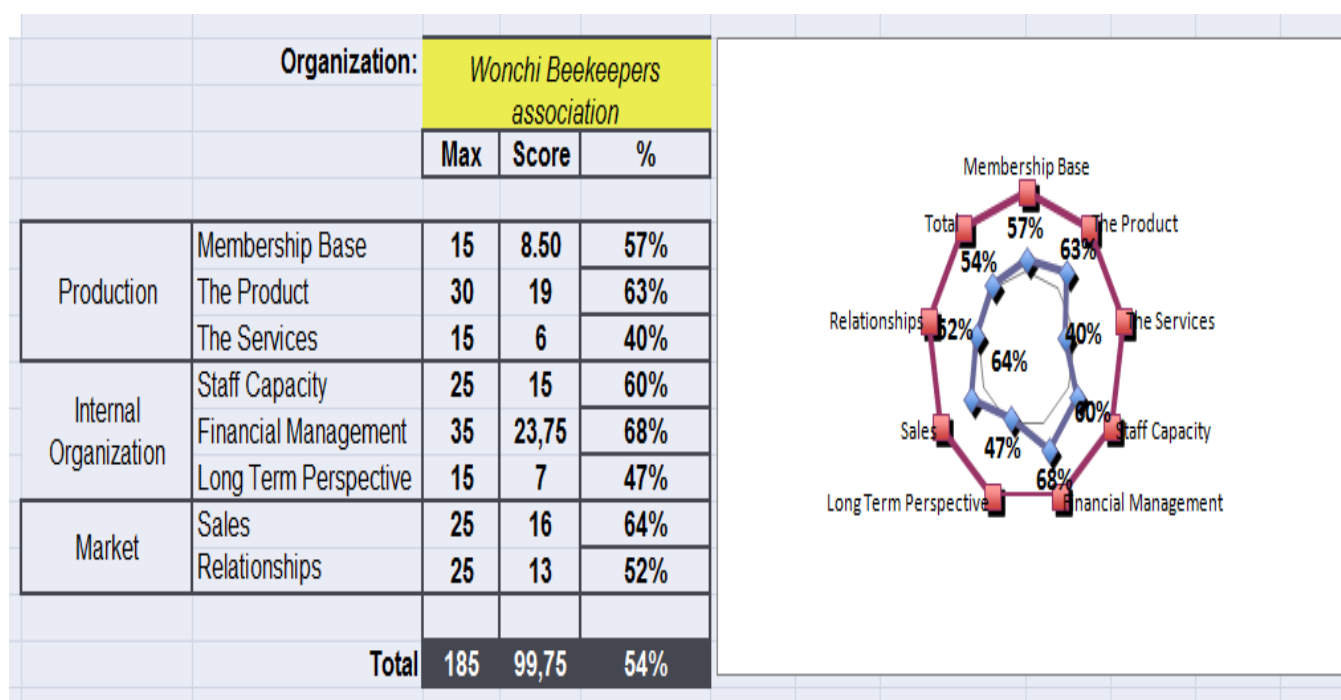 Organization:
Wonchi Beekeepers
association
Max Score %
Production
Membership Base 15 8.50 57%
The Product 30 19 63%
The Services 15 6 40%
Internal
Organization
Staff Capacity 25 15 60%
Financial Management 35 23,75 68%
Long Term Perspective 15 7 47%
Market
Sales 25 16 64%
Relationships 25 13 52%
Total 185 99,75 54%
Membership Base
Total 57% The Product
54% 63%
Relationships 52% 40% The Services
64%
Sales 60% Staff Capacity
47%
68%
Long Term Perspective Financial Management